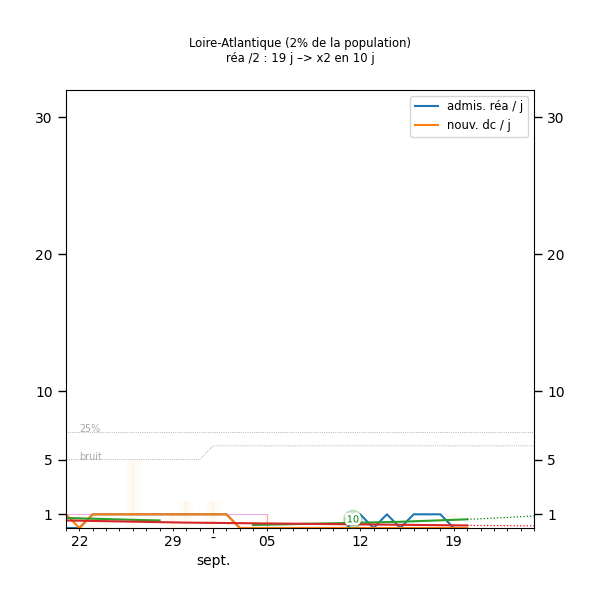 Loire-Atlantique (2% de la population)
réa /2 : 19 j –> x2 en 10 j
admis. réa / j
nouv. dc / j
30 30
20 20
10 10
25%
5 5
bruit
1 10 1
22 29 - 05 12 19
sept.